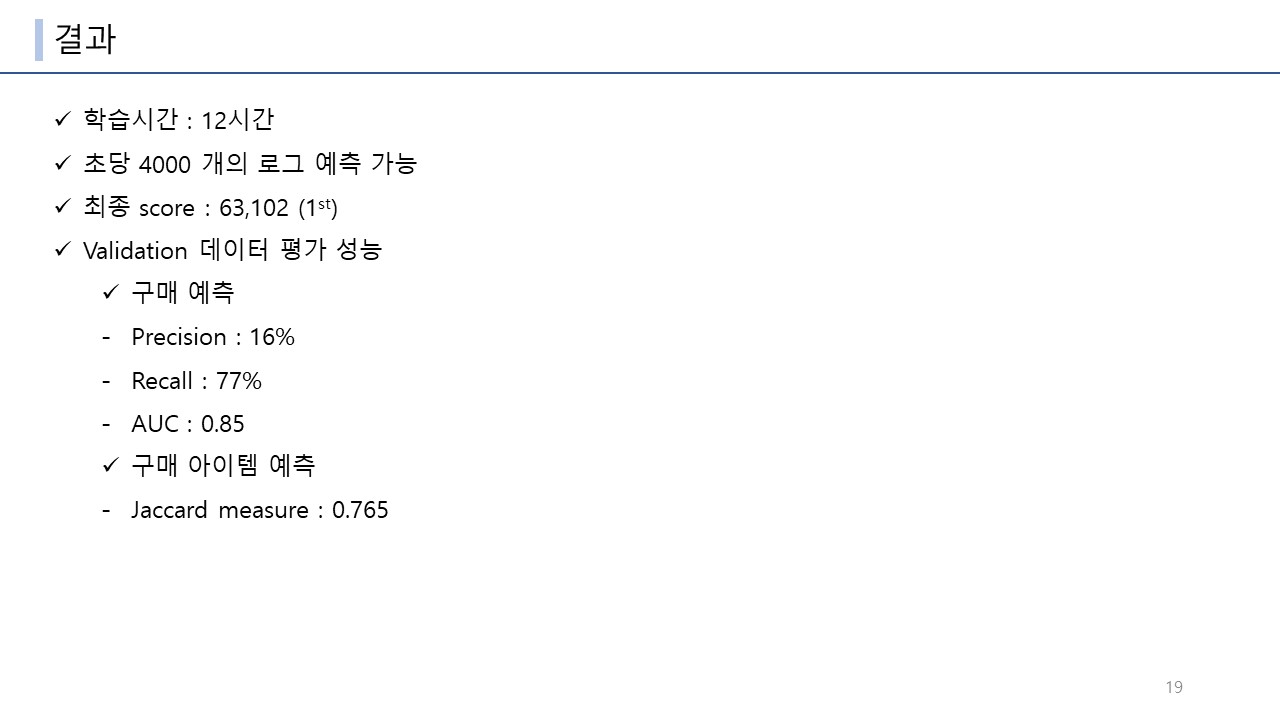 결과
✓ 학습시간 : 12시간
✓ 초당 4000 개의 로그 예측 가능
✓ 최종 score : 63,102 (1st)
✓ Validation 데이터 평가 성능
✓ 구매 예측
- Precision : 16%
- Recall : 77%
- AUC : 0.85
✓ 구매 아이템 예측
- Jaccard measure : 0.765
19